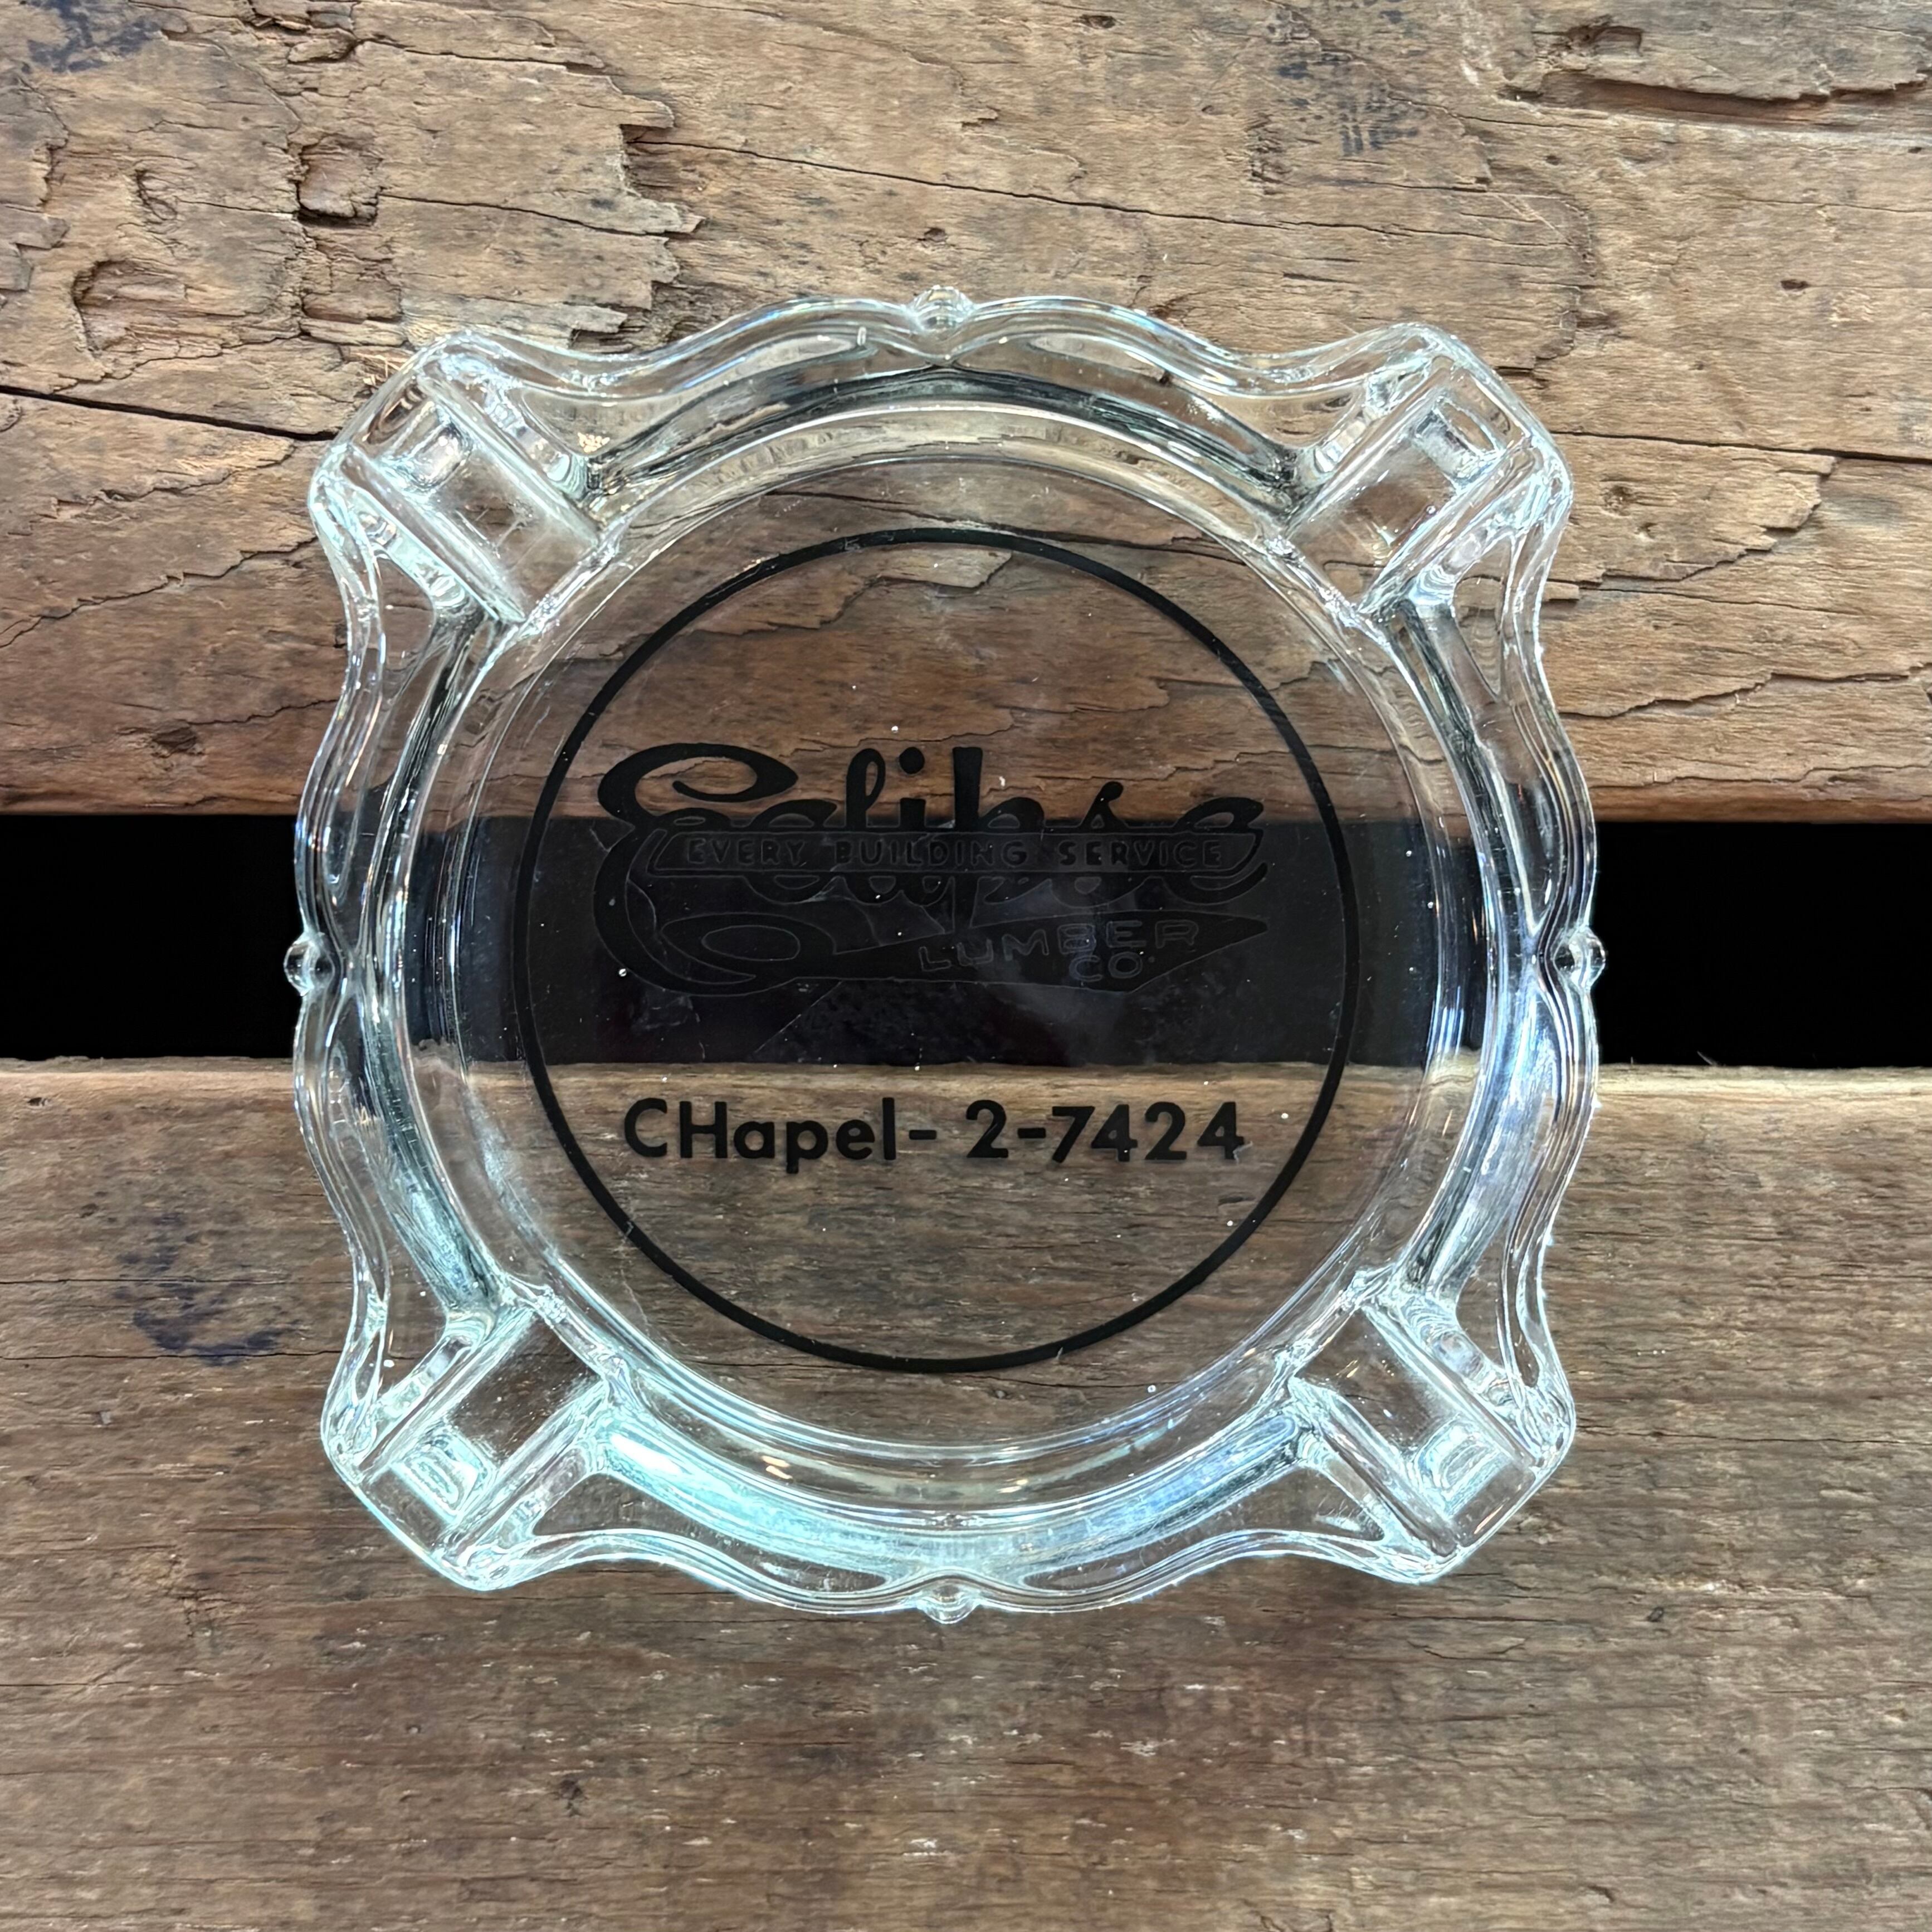 Eclipse
EVERY BUILDING SERVICE
LUMBER
CO
CHapel- 2-7424